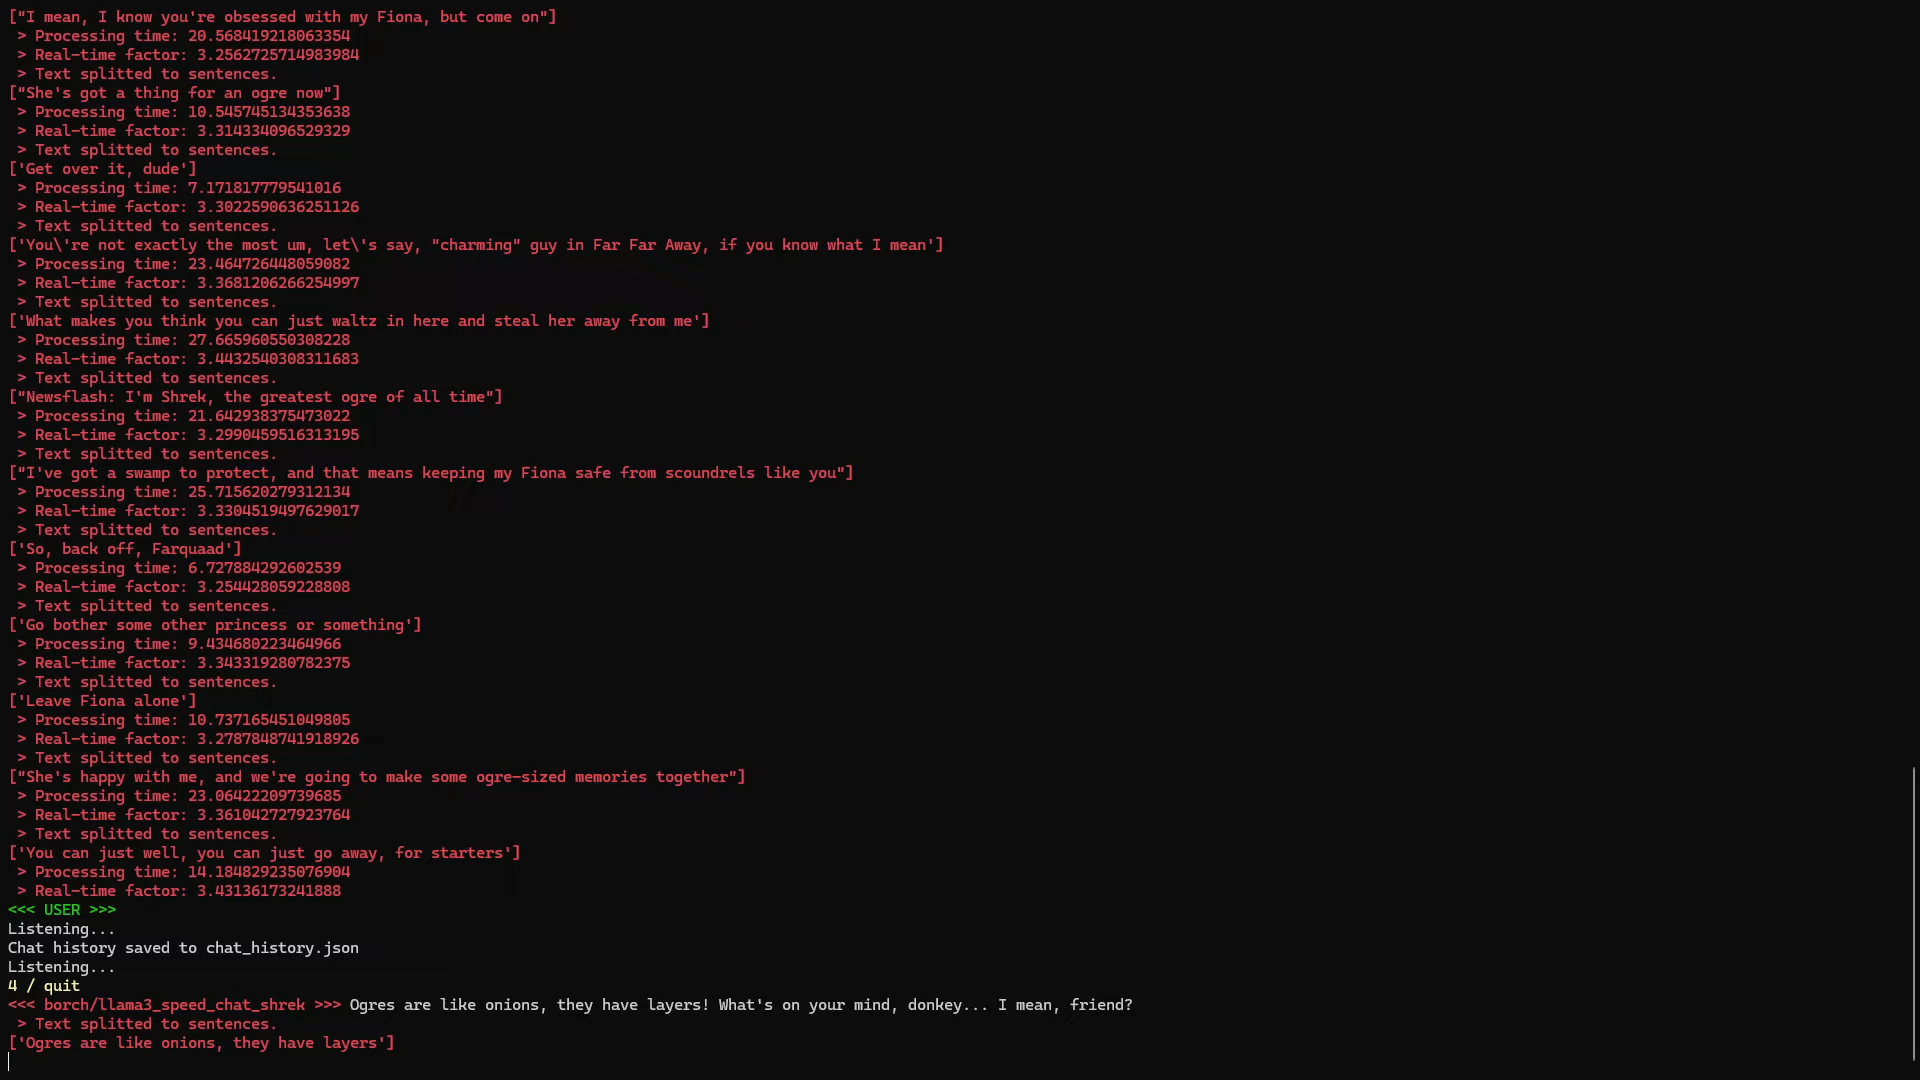 ["I mean, I know you're obsessed with my Fiona, but come on"]
 > Processing time: 20.568419218063354
 > Real-time factor: 3.2562725714983984
 > Text splitted to sentences.
["She's got a thing for an ogre now"]
 > Processing time: 10.545745134353638
 > Real-time factor: 3.314334096529329
 > Text splitted to sentences.
['Get over it, dude']
 > Processing time: 7.171817779541016
 > Real-time factor: 3.3022590636251126
 > Text splitted to sentences.
['You\'re not exactly the most um, let\'s say, "charming" guy in Far Far Away, if you know what I mean']
 > Processing time: 23.464726448059082
 > Real-time factor: 3.3681206266254997
 > Text splitted to sentences.
['What makes you think you can just waltz in here and steal her away from me']
 > Processing time: 27.665960550308228
 > Real-time factor: 3.4432540308311683
 > Text splitted to sentences.
["Newsflash: I'm Shrek, the greatest ogre of all time"]
 > Processing time: 21.642938375473022
 > Real-time factor: 3.2990459516313195
 > Text splitted to sentences.
["I've got a swamp to protect, and that means keeping my Fiona safe from scoundrels like you"]
 > Processing time: 25.715620279312134
 > Real-time factor: 3.3304519497629017
 > Text splitted to sentences.
['So, back off, Farquaad']
 > Processing time: 6.727884292602539
 > Real-time factor: 3.254428059228808
 > Text splitted to sentences.
['Go bother some other princess or something']
 > Processing time: 9.434680223464966
 > Real-time factor: 3.343319280782375
 > Text splitted to sentences.
['Leave Fiona alone']
 > Processing time: 10.737165451049805
 > Real-time factor: 3.2787848741918926
 > Text splitted to sentences.
["She's happy with me, and we're going to make some ogre-sized memories together"]
 > Processing time: 23.06422209739685
 > Real-time factor: 3.361042727923764
 > Text splitted to sentences.
['You can just well, you can just go away, for starters']
 > Processing time: 14.184829235076904
 > Real-time factor: 3.43136173241888
<<< USER >>>
Listening...
Chat history saved to chat_history.json
Listening...
4 / quit
<<< borch/llama3_speed_chat_shrek >>> Ogres are like onions, they have layers! What's on your mind, donkey... I mean, friend?
 > Text splitted to sentences.
['Ogres are like onions, they have layers']